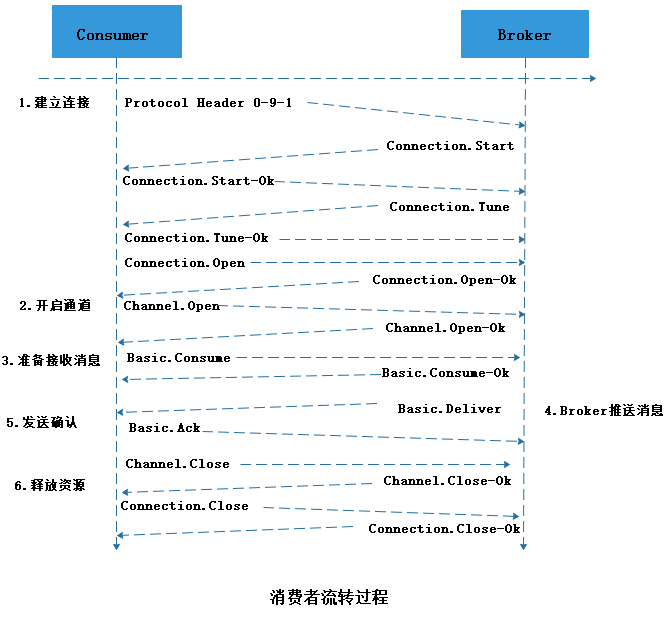 Consumer
Broker
1.建立连接
Protocol Header 0-9-1
Connection.Start
Connection.Start-Ok
Connection.Tune
Connection.Tune-Ok
Connection.Open
Connection.Open-Ok
2.开启通道
Channel.Open
Channel.Open-Ok
3.准备接收消息
Basic.Consume
Basic.Consume-Ok
Basic.Deliver
4.Broker推送消息
5.发送确认
Basic.Ack
Channel.Close
6.释放资源
Channel.Close-Ok
Connection.Close
Connection.Close-Ok
消费者流转过程